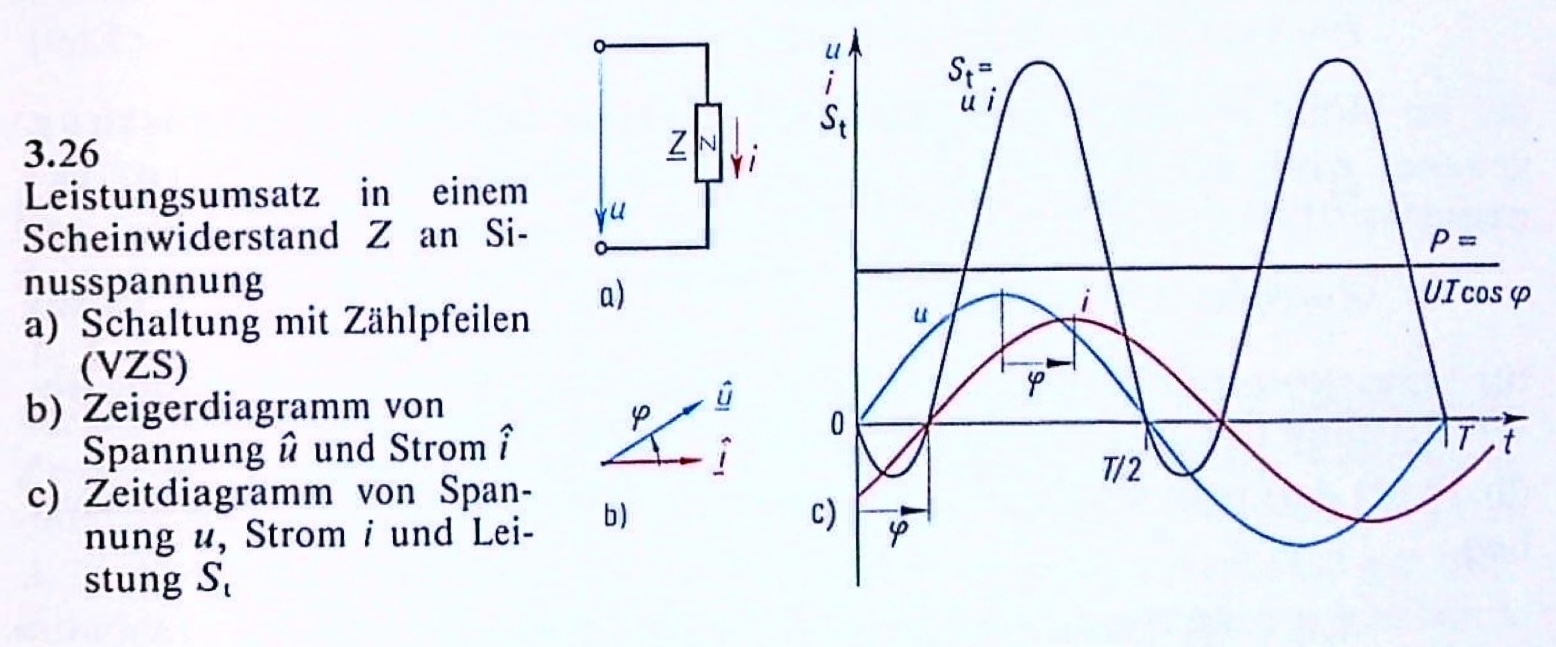 3.26
Leistungsumsatz in einem
Scheinwiderstand Z an Si-
nusspannung
a) Schaltung mit Zählpfeilen
(VZS)
b) Zeigerdiagramm von
Spannung û und Strom î
c) Zeitdiagramm von Span-
nung u, Strom i und Lei-
stung Sₜ
u
Z
N
i
a)
φ
û
î
b)
u
i
Sₜ
Sₜ=
u i
P =
UI cos φ
u
i
φ
0
T/2
T
t
φ
c)